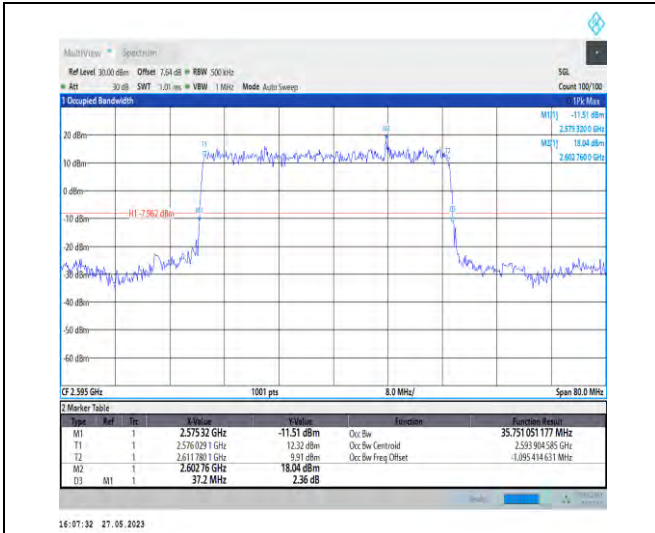 MultiView Spectrum
Ref Level 30.00 dBm Offset 7.64 dB RBW 500 kHz SGL
Att 30 dB SWT 1.01 ms VBW 1 MHz Mode Auto Sweep Count 100/100
1 Occupied Bandwidth 1Pk Max
M1[1] -11.51 dBm
2.575 320 0 GHz
M2[1] 18.04 dBm
2.602 760 0 GHz
20 dBm
10 dBm
0 dBm
H1 -7.962 dBm
-10 dBm
-20 dBm
-30 dBm
-40 dBm
-50 dBm
-60 dBm
CF 2.595 GHz 1001 pts 8.0 MHz/ Span 80.0 MHz
2 Marker Table
Type Ref Trc X-Value Y-Value Function Function Result
M1 1 2.57532 GHz -11.51 dBm Occ Bw 35.751 051 177 MHz
T1 1 2.576 029 1 GHz 12.32 dBm Occ Bw Centroid 2.593 904 585 GHz
T2 1 2.611 780 1 GHz 9.91 dBm Occ Bw Freq Offset -1.095 414 631 MHz
M2 1 2.60276 GHz 18.04 dBm
D3 M1 1 37.2 MHz 2.36 dB
16:07:32 27.05.2023